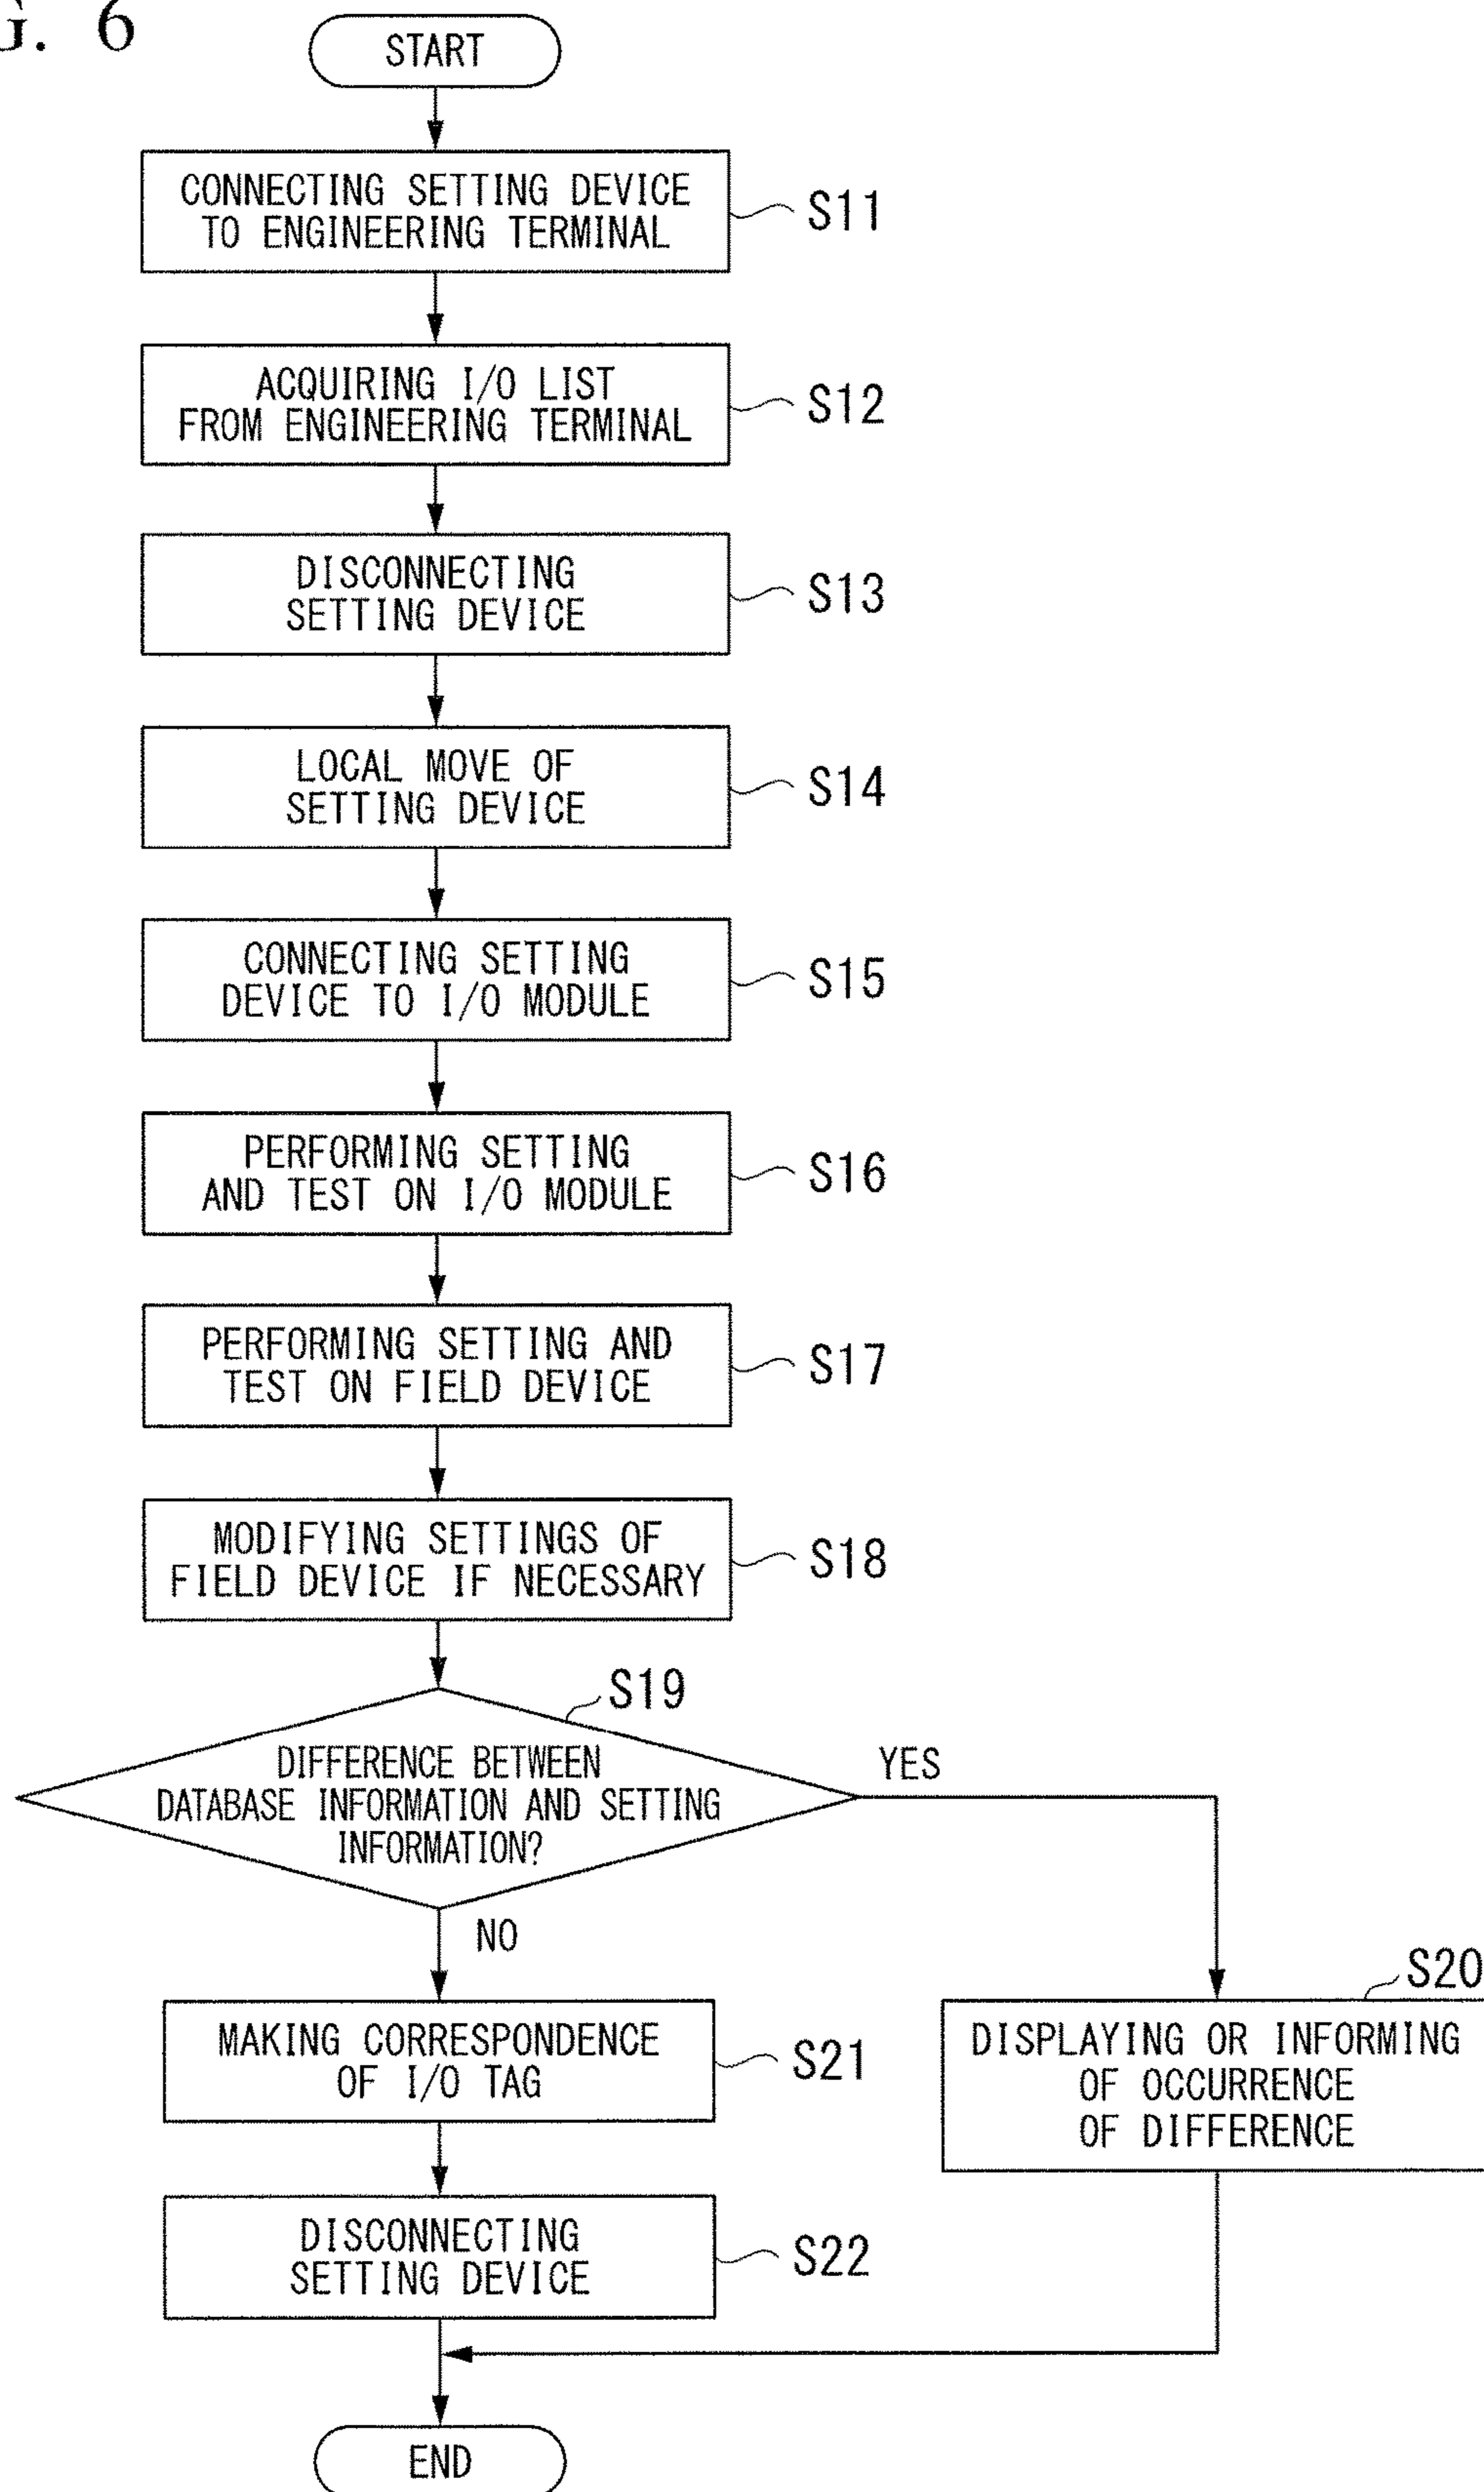 G. 6
START
CONNECTING SETTING DEVICE
TO ENGINEERING TERMINAL
S11
ACQUIRING I/O LIST
FROM ENGINEERING TERMINAL
S12
DISCONNECTING
SETTING DEVICE
S13
LOCAL MOVE OF
SETTING DEVICE
S14
CONNECTING SETTING
DEVICE TO I/O MODULE
S15
PERFORMING SETTING
AND TEST ON I/O MODULE
S16
PERFORMING SETTING AND
TEST ON FIELD DEVICE
S17
MODIFYING SETTINGS OF
FIELD DEVICE IF NECESSARY
S18
S19
DIFFERENCE BETWEEN
DATABASE INFORMATION AND SETTING
INFORMATION?
YES
NO
S20
DISPLAYING OR INFORMING
OF OCCURRENCE
OF DIFFERENCE
MAKING CORRESPONDENCE
OF I/O TAG
S21
DISCONNECTING
SETTING DEVICE
S22
END